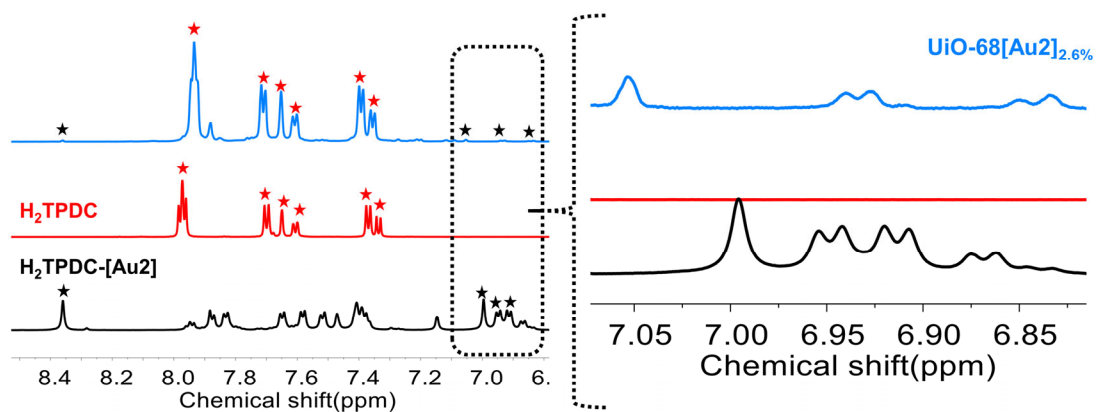 H2TPDC
H2TPDC-[Au2]
8.4 8.2 8.0 7.8 7.6 7.4 7.2 7.0 6.
Chemical shift(ppm)
UiO-68[Au2]2.6%
7.05 7.00 6.95 6.90 6.85
Chemical shift(ppm)